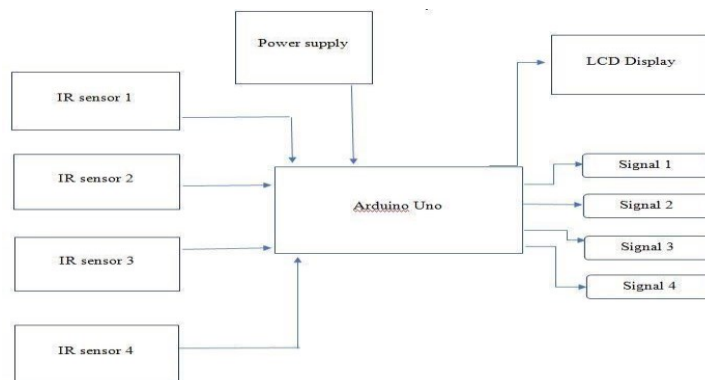 Power supply
LCD Display
IR sensor 1
IR sensor 2
IR sensor 3
IR sensor 4
Arduino Uno
Signal 1
Signal 2
Signal 3
Signal 4